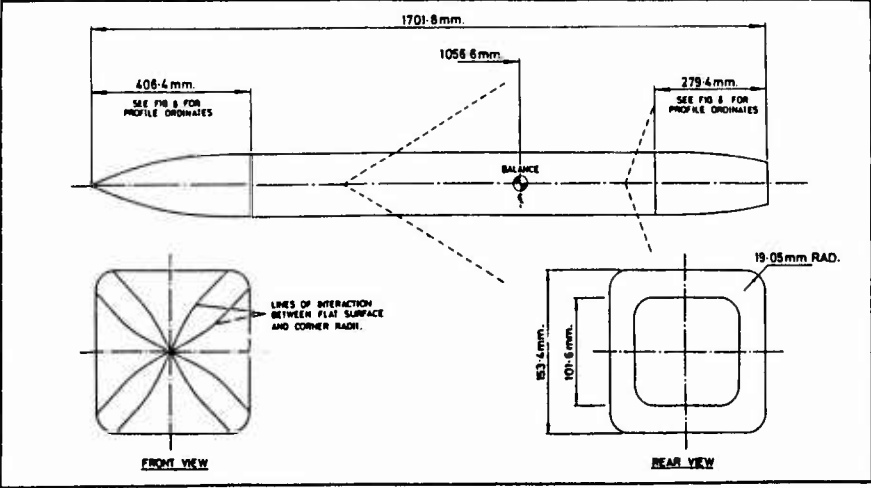 1701·8mm.
1056·6mm.
406·4mm.
SEE FIG 6 FOR
PROFILE ORDINATES
279·4mm.
SEE FIG 6 FOR
PROFILE ORDINATES
BALANCE
℄
19·05mm RAD.
LINES OF INTERACTION
BETWEEN FLAT SURFACE
AND CORNER RADII.
153·4mm.
101·6mm.
FRONT VIEW
REAR VIEW